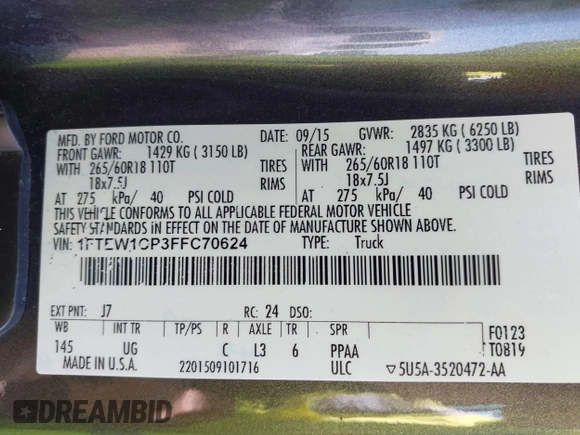 MFD. BY FORD MOTOR CO. DATE: 09/15 GVWR: 2835 KG ( 6250 LB)
FRONT GAWR: 1429 KG ( 3150 LB) REAR GAWR: 1497 KG ( 3300 LB)
WITH 265/60R18 110T TIRES WITH 265/60R18 110T TIRES
18x7.5J RIMS 18x7.5J RIMS
AT 275 kPa/ 40 PSI COLD AT 275 kPa/ 40 PSI COLD
THIS VEHICLE CONFORMS TO ALL APPLICABLE FEDERAL MOTOR VEHICLE
SAFETY STANDARDS IN EFFECT ON THE DATE OF MANUFACTURE SHOWN ABOVE.
VIN: 1FTEW1CP3FFC70624 TYPE: Truck
EXT PNT: J7 RC: 24 DSO:
WB INT TR TP/PS R AXLE TR SPR F0123
145 UG C L3 6 PPAA T0819
MADE IN U.S.A. 2201509101716 ULC ▽5U5A-3520472-AA
DREAMBID